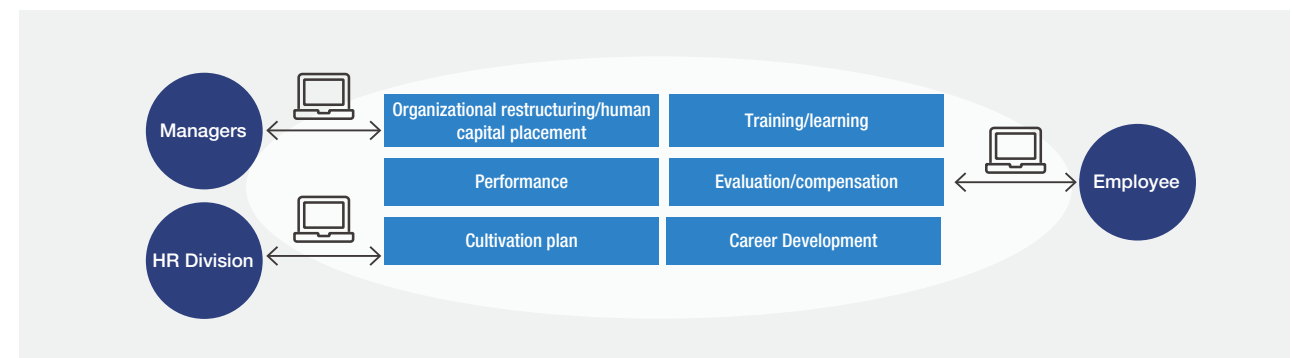 Managers
HR Division
Organizational restructuring/human
capital placement
Training/learning
Performance
Evaluation/compensation
Cultivation plan
Career Development
Employee